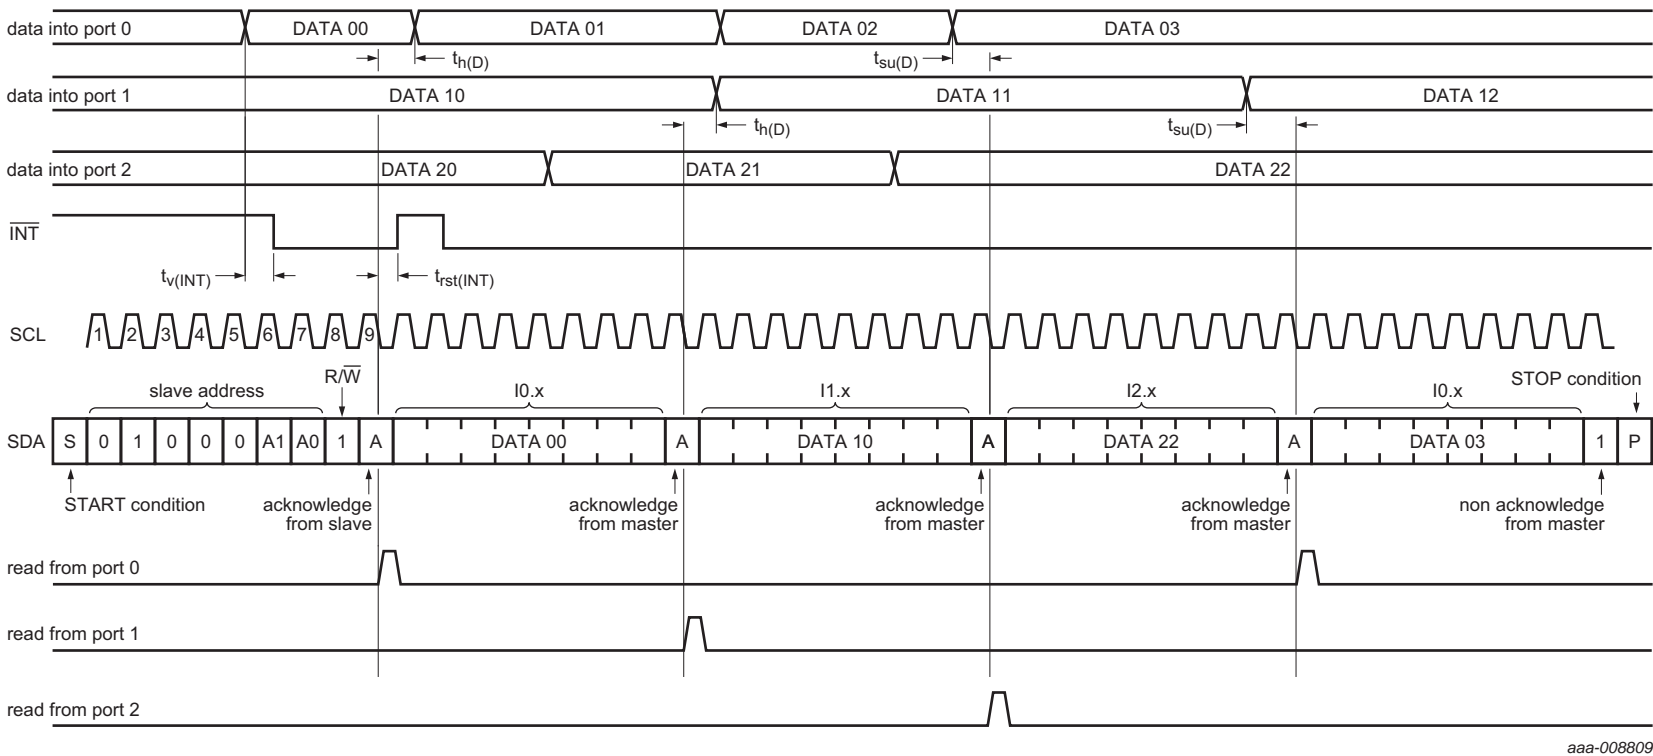 data into port 0 DATA 00 DATA 01 DATA 02 DATA 03
th(D) tsu(D)
data into port 1 DATA 10 DATA 11 DATA 12
th(D) tsu(D)
data into port 2 DATA 20 DATA 21 DATA 22
INT
tv(INT) trst(INT)
SCL 1 2 3 4 5 6 7 8 9
slave address R/W I0.x I1.x I2.x I0.x STOP condition
SDA S 0 1 0 0 0 A1 A0 1 A DATA 00 A DATA 10 A DATA 22 A DATA 03 1 P
START condition acknowledge acknowledge acknowledge acknowledge non acknowledge
from slave from master from master from master from master
read from port 0
read from port 1
read from port 2
aaa-008809